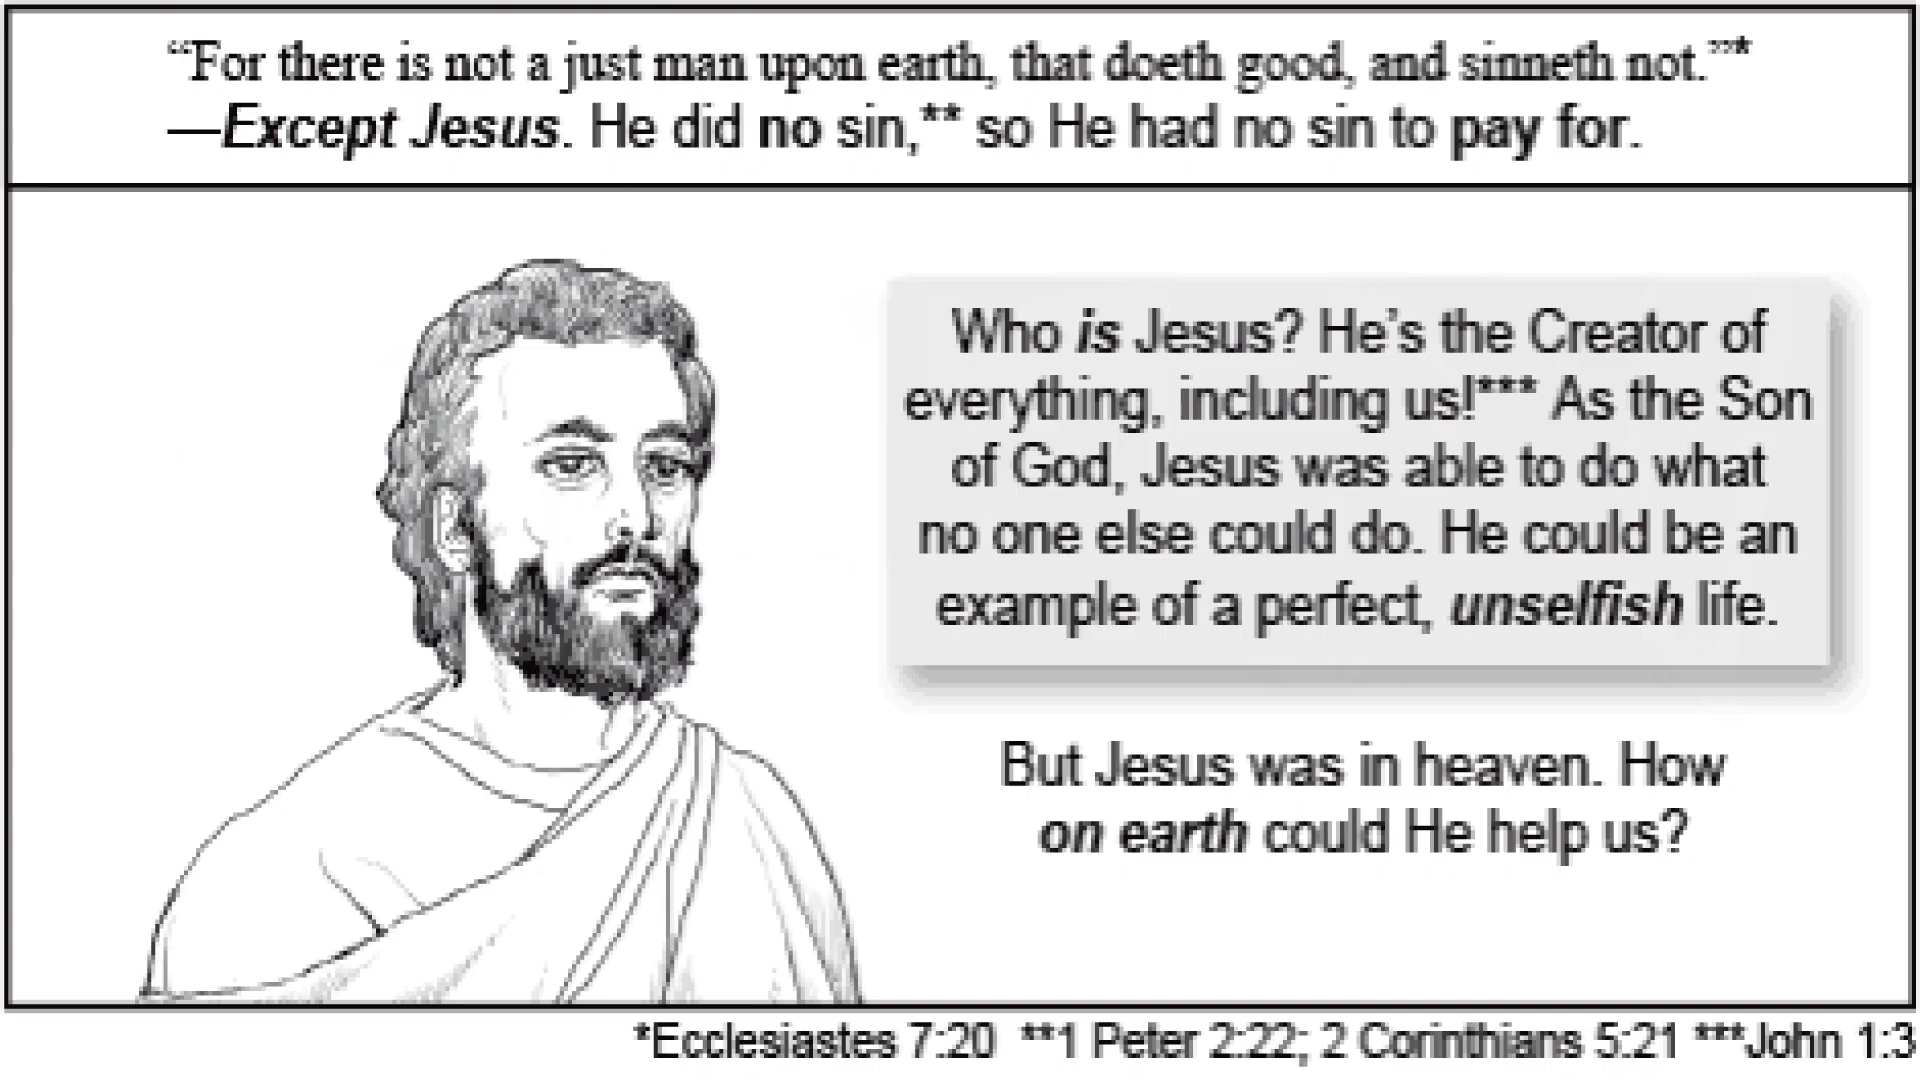 “For there is not a just man upon earth, that doeth good, and sinneth not.”*
—Except Jesus. He did no sin,** so He had no sin to pay for.
Who is Jesus? He’s the Creator of
everything, including us!*** As the Son
of God, Jesus was able to do what
no one else could do. He could be an
example of a perfect, unselfish life.
But Jesus was in heaven. How
on earth could He help us?
*Ecclesiastes 7:20 **1 Peter 2:22; 2 Corinthians 5:21 ***John 1:3